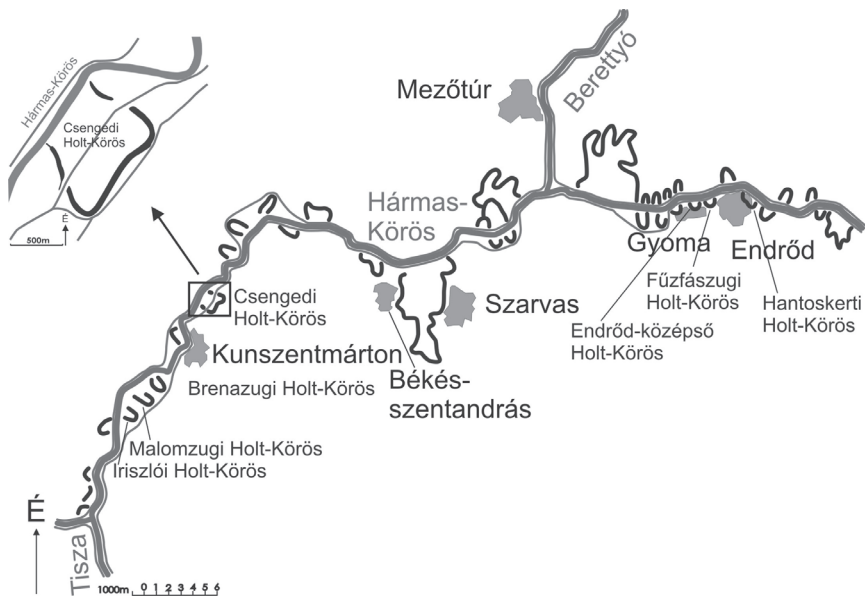 Hármas-Körös
Csengedi
Holt-Körös
É
500m
Mezőtúr
Berettyó
Hármas-
Körös
Gyoma
Endrőd
Fűzfászugi
Holt-Körös
Hantoskerti
Holt-Körös
Endrőd-középső
Holt-Körös
Szarvas
Csengedi
Holt-Körös
Kunszentmárton
Békés-
szentandrás
Brenazugi Holt-Körös
Malomzugi Holt-Körös
Iriszlói Holt-Körös
É
Tisza
1000m 0 1 2 3 4 5 6